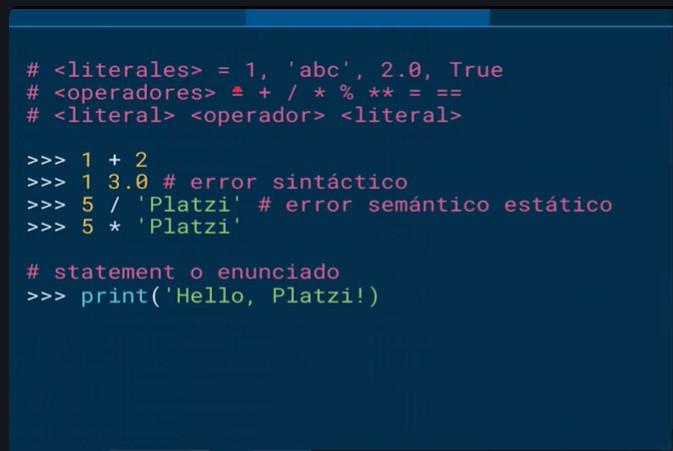 # <literales> = 1, 'abc', 2.0, True
# <operadores> = + / * % ** = ==
# <literal> <operador> <literal>
>>> 1 + 2
>>> 1 3.0 # error sintáctico
>>> 5 / 'Platzi' # error semántico estático
>>> 5 * 'Platzi'
# statement o enunciado
>>> print('Hello, Platzi!)